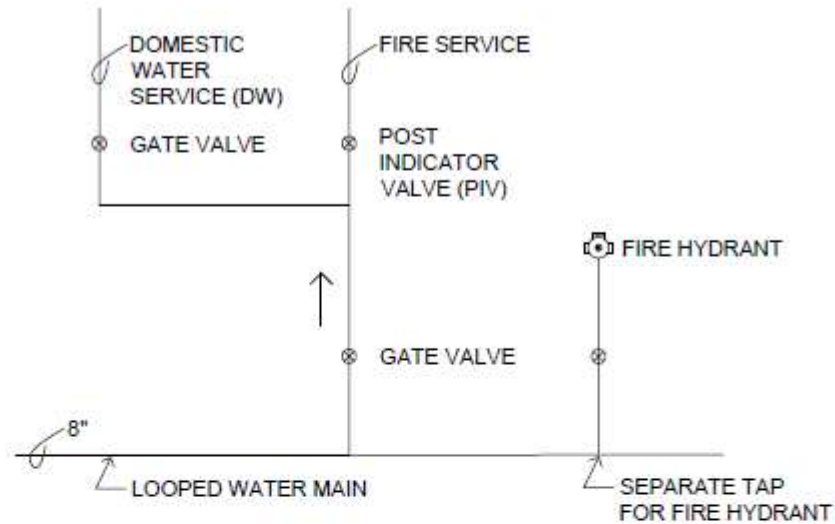 DOMESTIC
WATER
SERVICE (DW)
FIRE SERVICE
GATE VALVE
POST
INDICATOR
VALVE (PIV)
FIRE HYDRANT
GATE VALVE
8"
LOOPED WATER MAIN
SEPARATE TAP
FOR FIRE HYDRANT